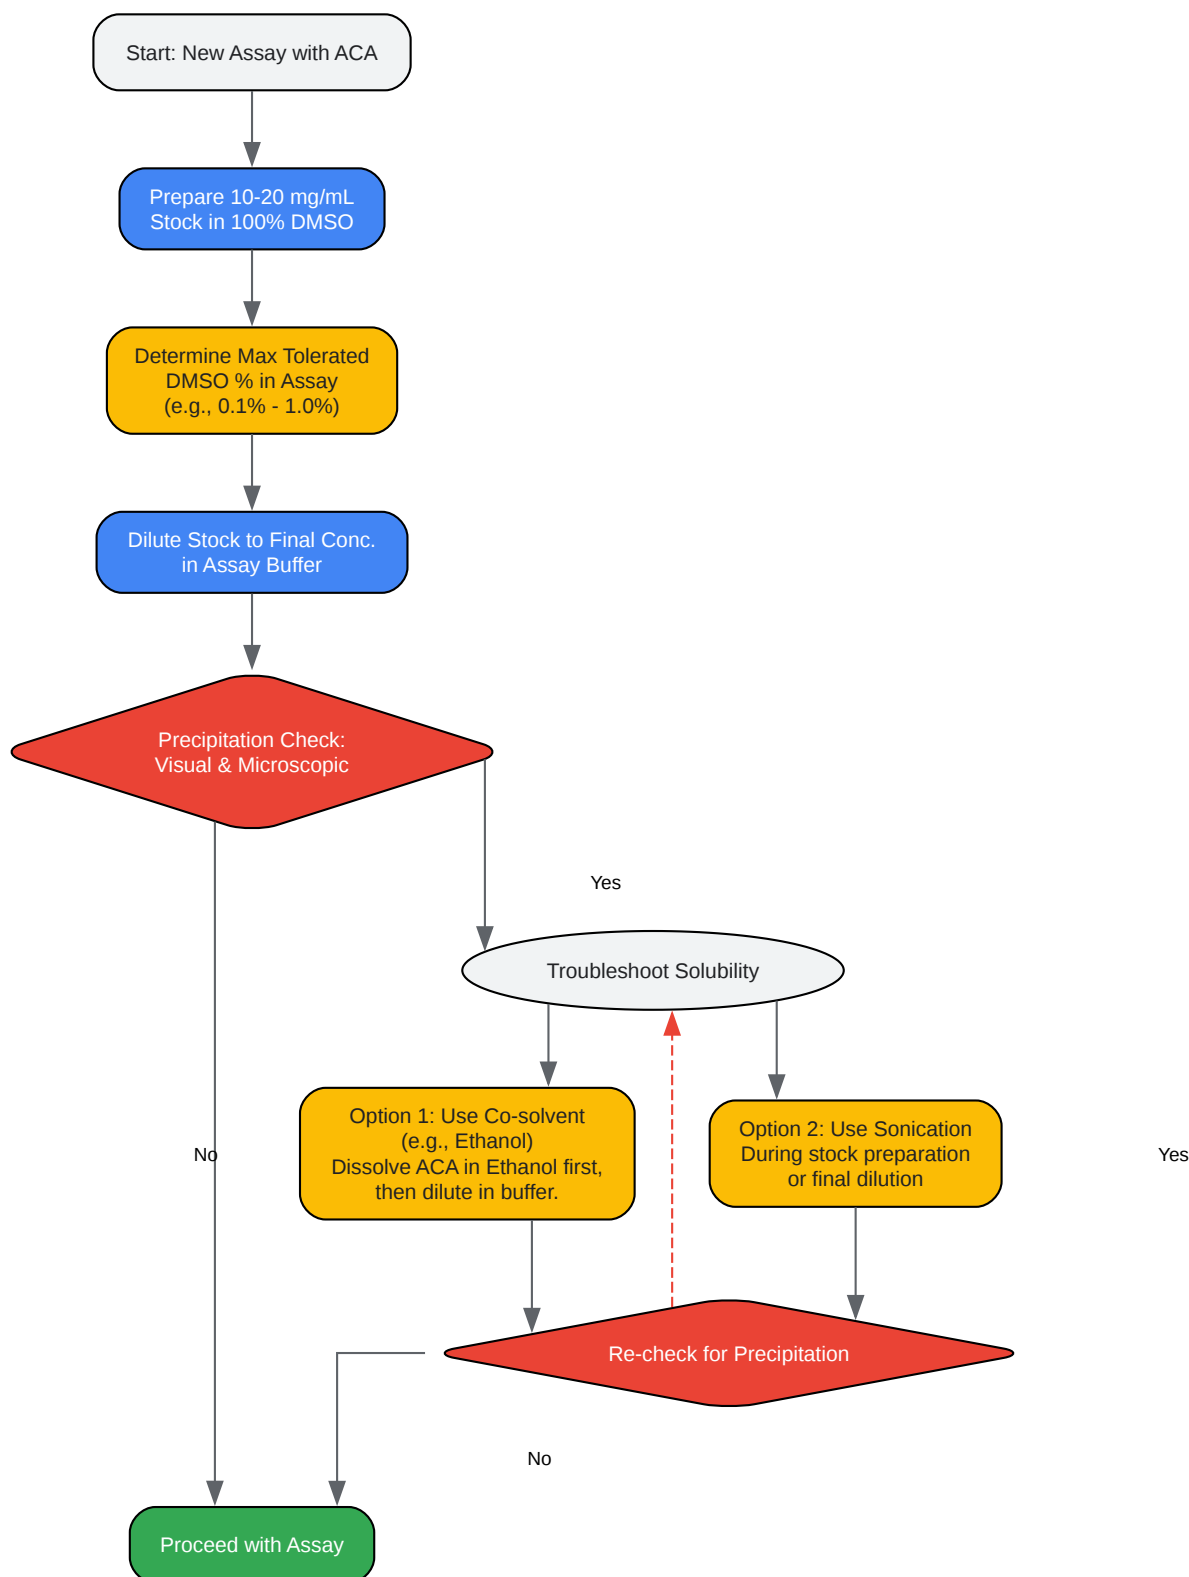 Start: New Assay with ACA
Prepare 10-20 mg/mL
Stock in 100% DMSO
Determine Max Tolerated
DMSO % in Assay
(e.g., 0.1% - 1.0%)
Dilute Stock to Final Conc.
in Assay Buffer
Precipitation Check:
Visual & Microscopic
Yes
Troubleshoot Solubility
Option 1: Use Co-solvent
(e.g., Ethanol)
Dissolve ACA in Ethanol first,
then dilute in buffer.
Option 2: Use Sonication
During stock preparation
or final dilution
No
Yes
Re-check for Precipitation
No
Proceed with Assay